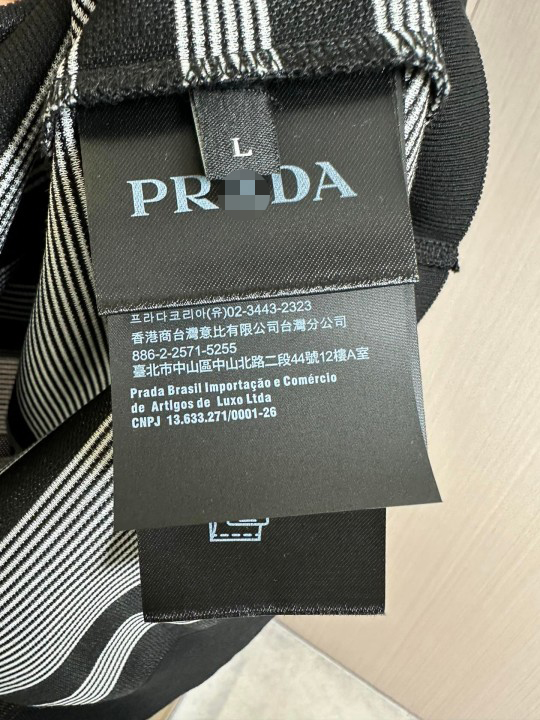 L
PRADA
프라다코리아(유)02-3443-2323
香港商台灣意比有限公司台灣分公司
886-2-2571-5255
臺北市中山區中山北路二段44號12樓A室
Prada Brasil Importação e Comércio
de Artigos de Luxo Ltda
CNPJ 13.633.271/0001-26